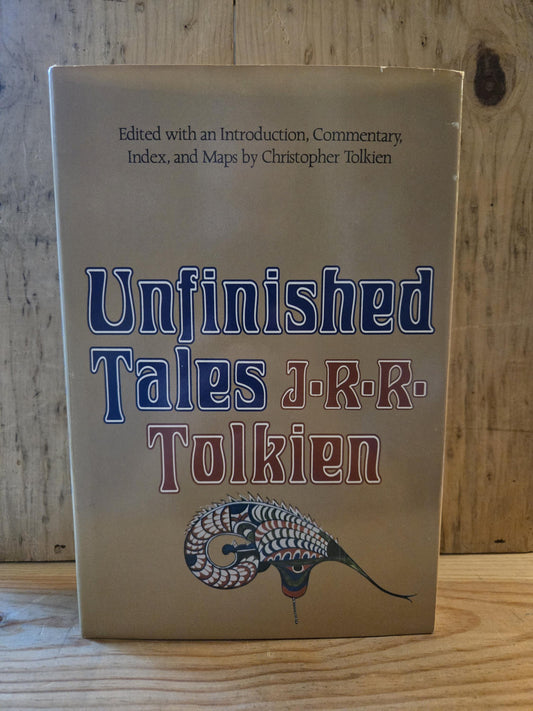 Edited with an Introduction, Commentary,
Index, and Maps by Christopher Tolkien
Unfinished
Tales J·R·R·
Tolkien